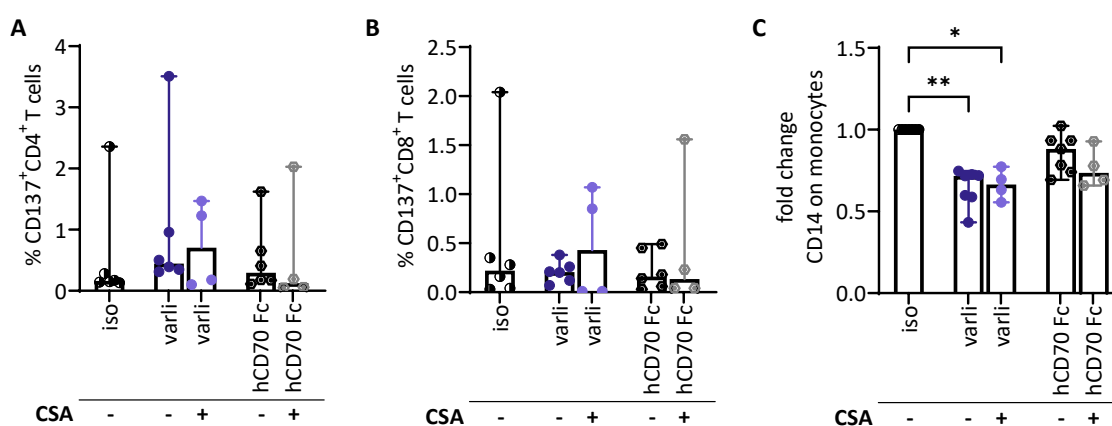 A
% CD137+CD4+ T cells
4
3
2
1
0
iso
varli
varli
hCD70 Fc
hCD70 Fc
CSA - - + - +
B
% CD137+CD8+ T cells
2.5
2.0
1.5
1.0
0.5
0.0
iso
varli
varli
hCD70 Fc
hCD70 Fc
- - + - +
C
fold change
CD14 on monocytes
1.5
1.0
0.5
0.0
*
**
iso
varli
varli
hCD70 Fc
hCD70 Fc
CSA - - + - +